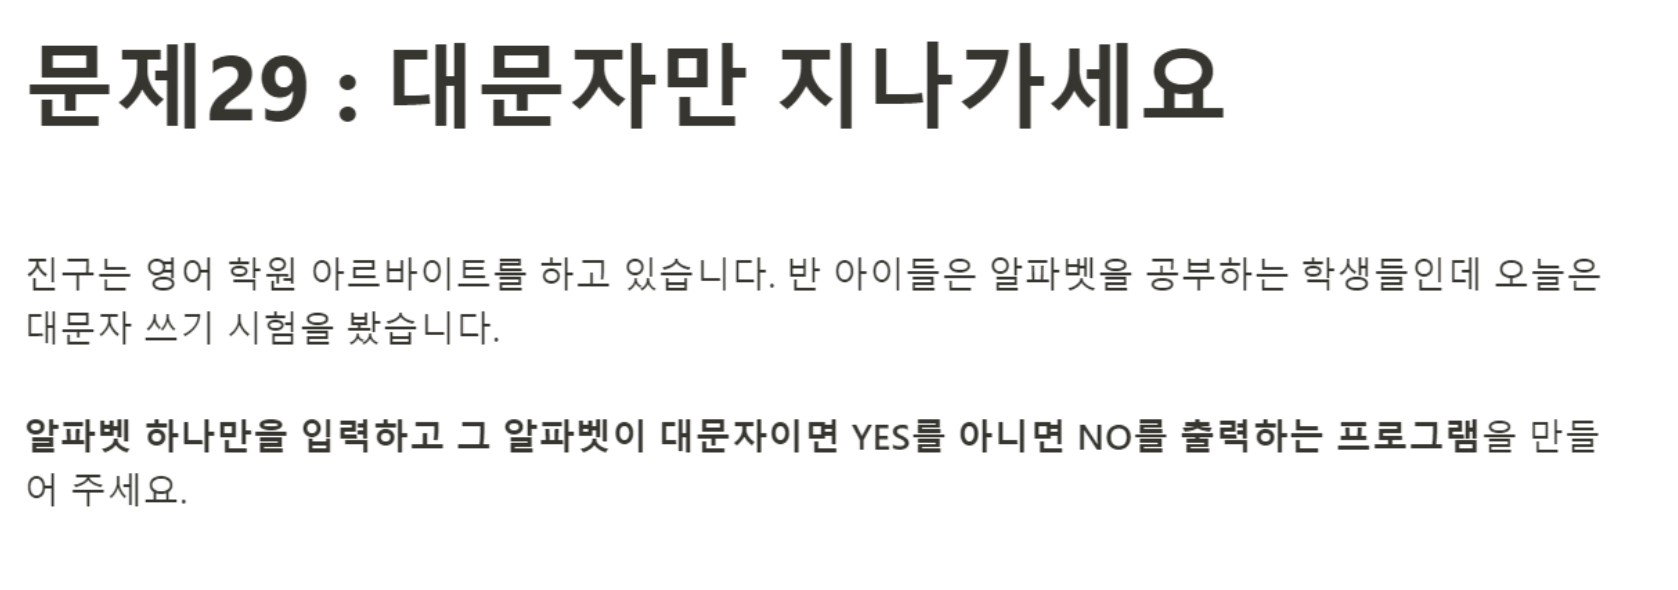 문제29 : 대문자만 지나가세요
진구는 영어 학원 아르바이트를 하고 있습니다. 반 아이들은 알파벳을 공부하는 학생들인데 오늘은
대문자 쓰기 시험을 봤습니다.
알파벳 하나만을 입력하고 그 알파벳이 대문자이면 YES를 아니면 NO를 출력하는 프로그램을 만들
어 주세요.